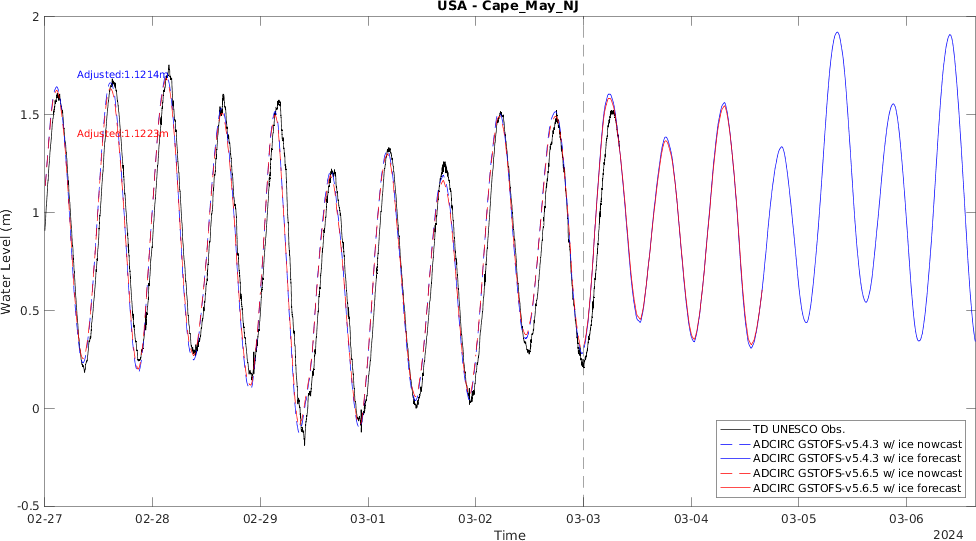 USA - Cape_May_NJ
2
Adjusted:1.1214m
1.5
Adjusted:1.1223m
1
Water Level (m)
0.5
0
TD UNESCO Obs.
ADCIRC GSTOFS-v5.4.3 w/ ice nowcast
ADCIRC GSTOFS-v5.4.3 w/ ice forecast
ADCIRC GSTOFS-v5.6.5 w/ ice nowcast
ADCIRC GSTOFS-v5.6.5 w/ ice forecast
-0.5
02-27 02-28 02-29 03-01 03-02 03-03 03-04 03-05 03-06
Time
2024